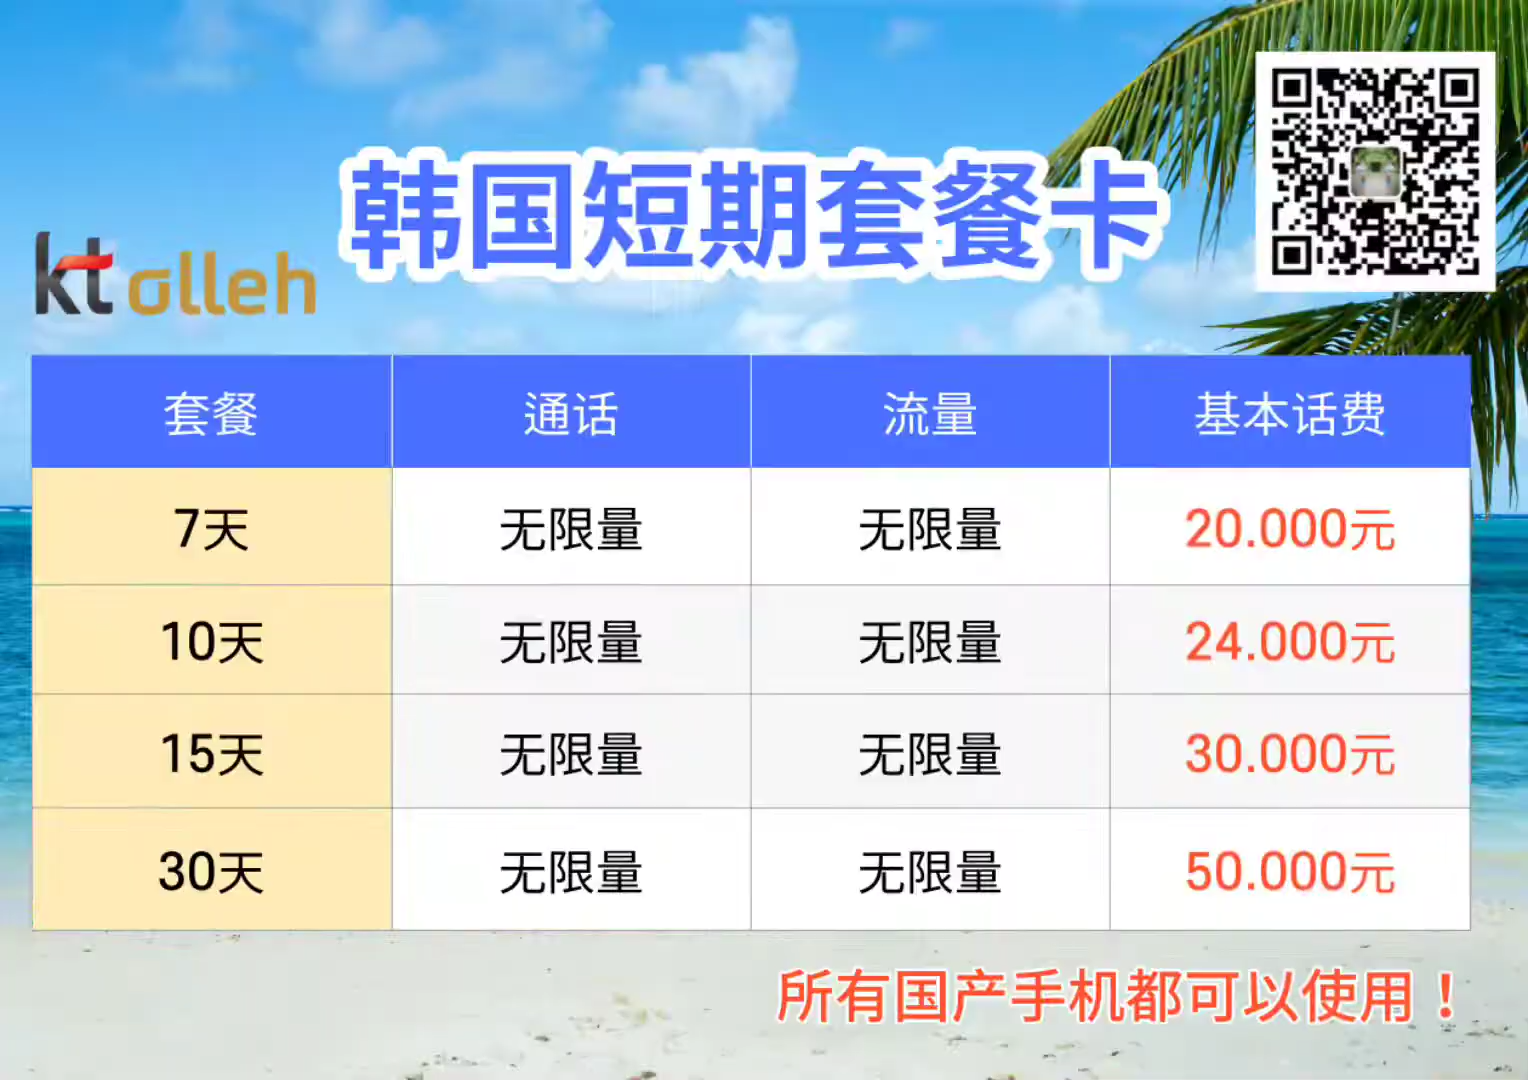 韩国短期套餐卡
kt olleh
套餐 通话 流量 基本话费
7天 无限量 无限量 20.000元
10天 无限量 无限量 24.000元
15天 无限量 无限量 30.000元
30天 无限量 无限量 50.000元
所有国产手机都可以使用！